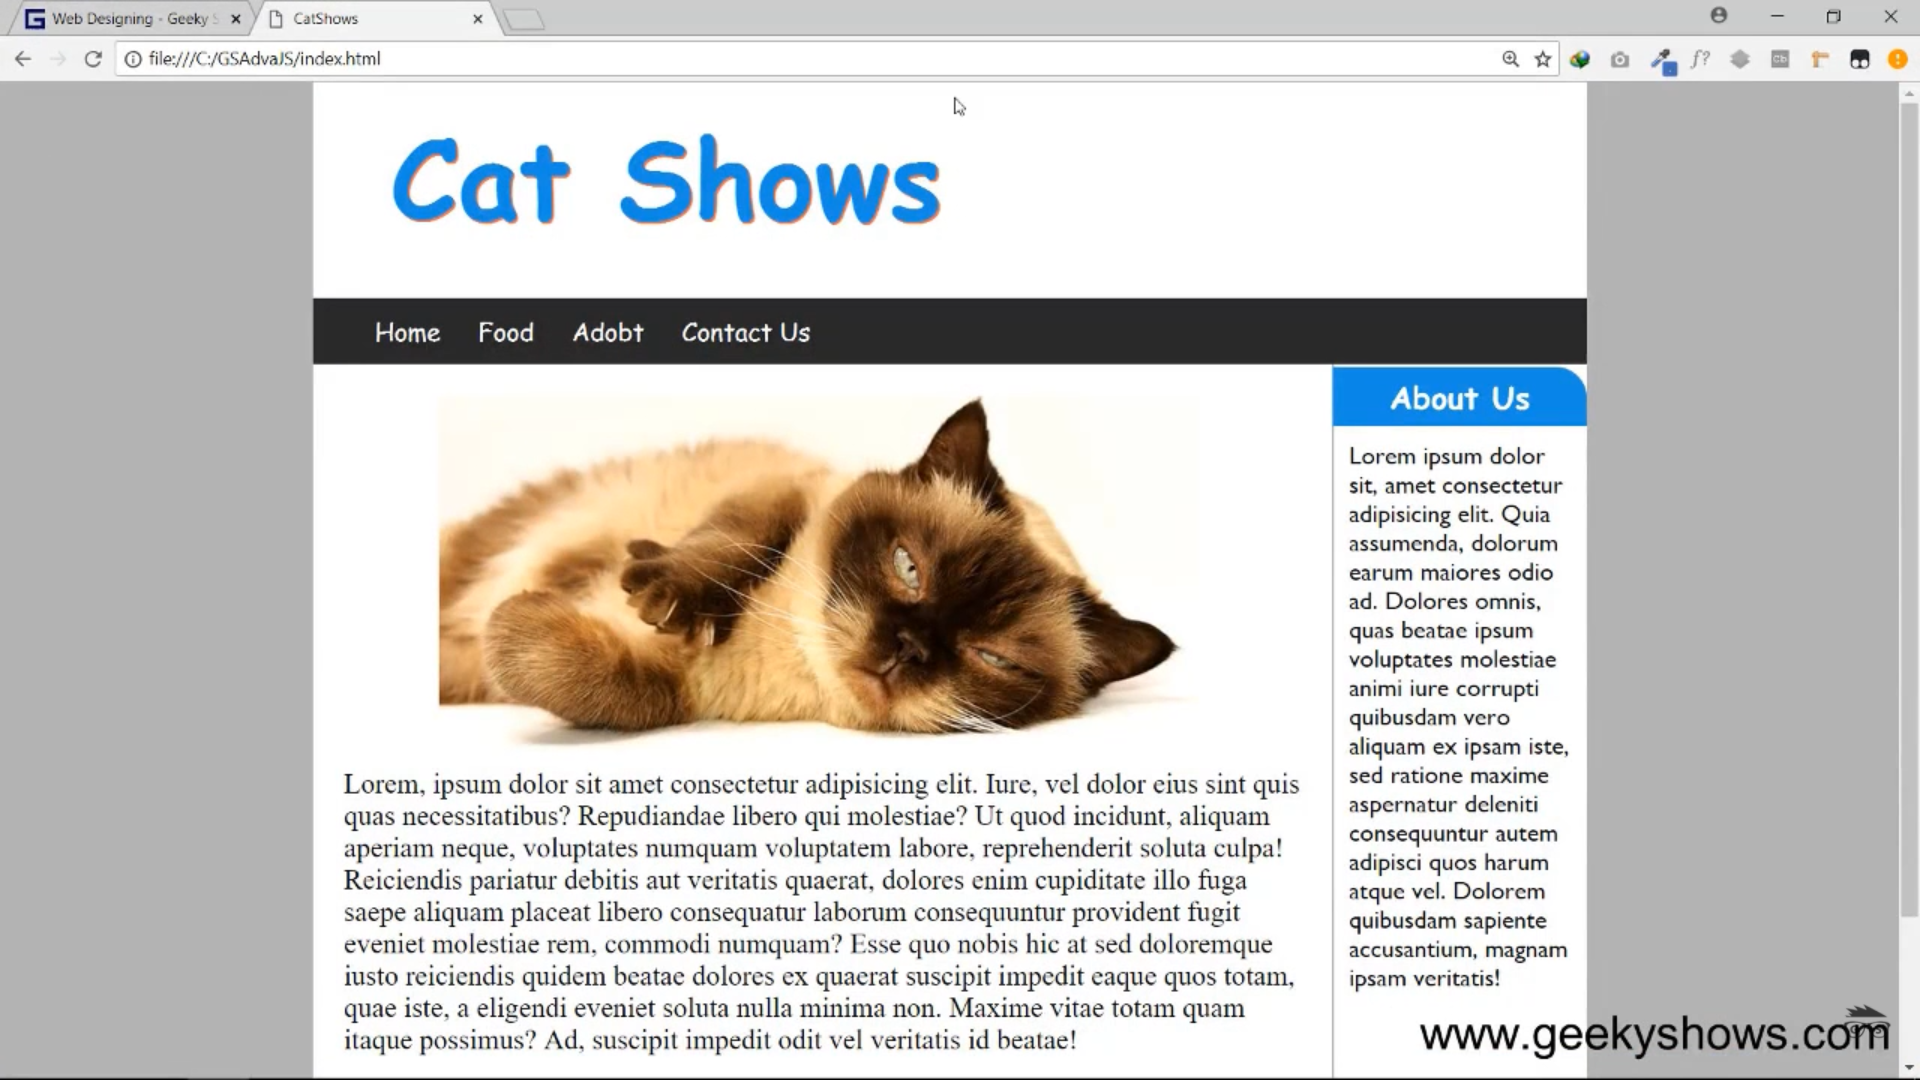 Web Designing - Geeky S
CatShows
file:///C:/GSAdvaJS/index.html
f?
Cb
Cat Shows
Home Food Adobt Contact Us
About Us
Lorem ipsum dolor
sit, amet consectetur
adipisicing elit. Quia
assumenda, dolorum
earum maiores odio
ad. Dolores omnis,
quas beatae ipsum
voluptates molestiae
animi iure corrupti
quibusdam vero
aliquam ex ipsam iste,
sed ratione maxime
aspernatur deleniti
consequuntur autem
adipisci quos harum
atque vel. Dolorem
quibusdam sapiente
accusantium, magnam
ipsam veritatis!
Lorem, ipsum dolor sit amet consectetur adipisicing elit. Iure, vel dolor eius sint quis
quas necessitatibus? Repudiandae libero qui molestiae? Ut quod incidunt, aliquam
aperiam neque, voluptates numquam voluptatem labore, reprehenderit soluta culpa!
Reiciendis pariatur debitis aut veritatis quaerat, dolores enim cupiditate illo fuga
saepe aliquam placeat libero consequatur laborum consequuntur provident fugit
eveniet molestiae rem, commodi numquam? Esse quo nobis hic at sed doloremque
iusto reiciendis quidem beatae dolores ex quaerat suscipit impedit eaque quos totam,
quae iste, a eligendi eveniet soluta nulla minima non. Maxime vitae totam quam
itaque possimus? Ad, suscipit impedit odit vel veritatis id beatae!
www.geekyshows.com